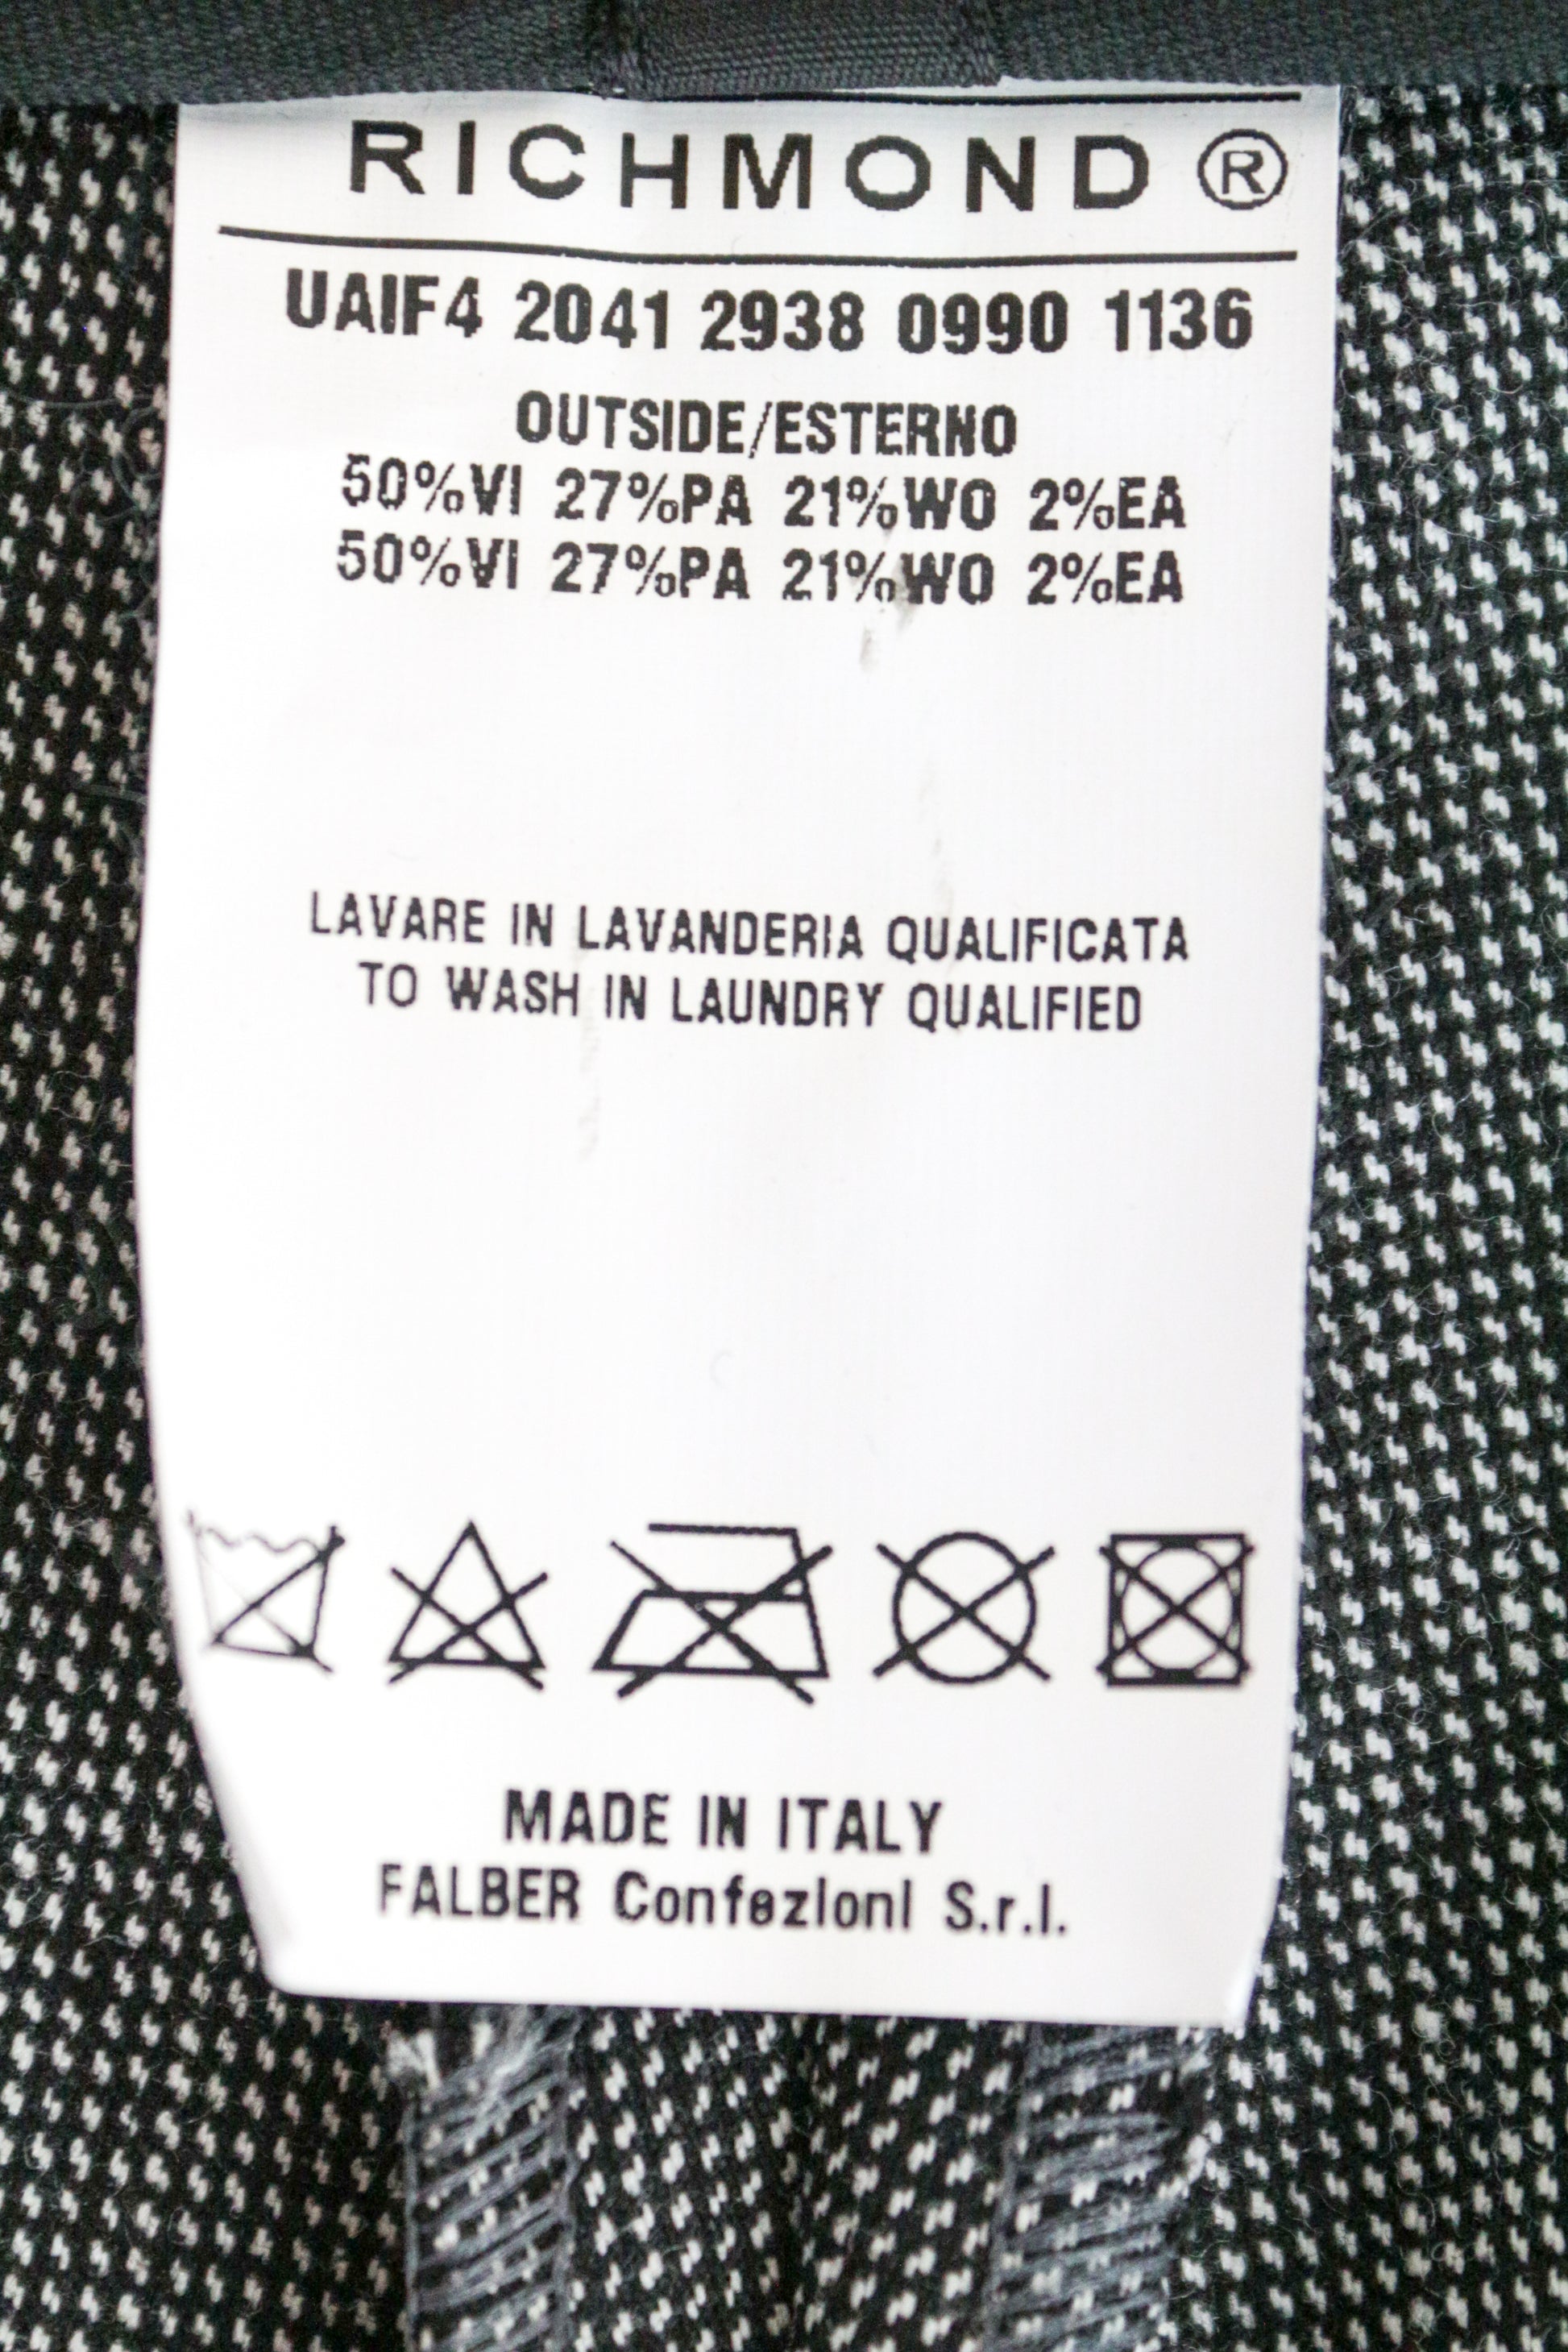 RICHMOND ®
UAIF4 2041 2938 0990 1136
OUTSIDE/ESTERNO
50%VI 27%PA 21%WO 2%EA
50%VI 27%PA 21%WO 2%EA
LAVARE IN LAVANDERIA QUALIFICATA
TO WASH IN LAUNDRY QUALIFIED
MADE IN ITALY
FALBER Confezioni S.r.l.